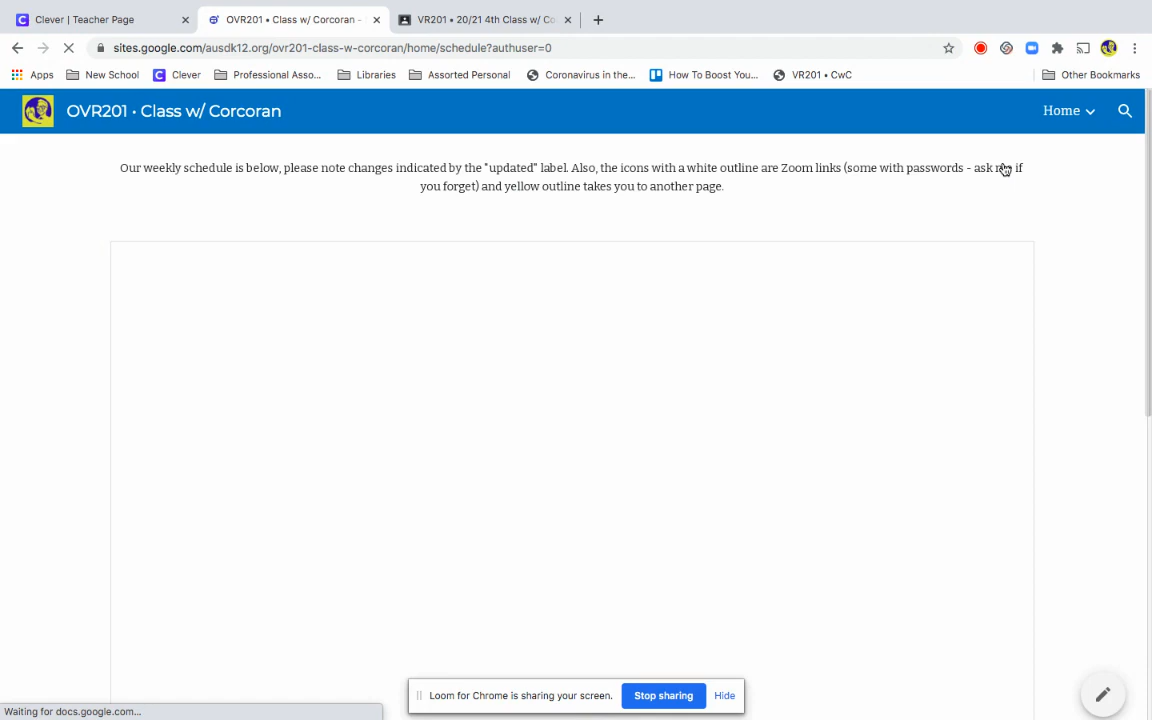 Clever | Teacher Page
OVR201 • Class w/ Corcoran -
VR201 • 20/21 4th Class w/ Co
sites.google.com/ausdk12.org/ovr201-class-w-corcoran/home/schedule?authuser=0
Apps
New School
Clever
Professional Asso...
Libraries
Assorted Personal
Coronavirus in the...
How To Boost You...
VR201 • CwC
Other Bookmarks
OVR201 • Class w/ Corcoran
Home
Our weekly schedule is below, please note changes indicated by the "updated" label. Also, the icons with a white outline are Zoom links (some with passwords - ask me if
you forget) and yellow outline takes you to another page.
Loom for Chrome is sharing your screen.
Stop sharing
Hide
Waiting for docs.google.com...